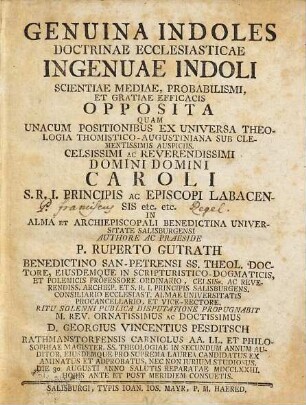 GENUINA INDOLES
DOCTRINAE ECCLESIASTICAE
INGENUAE INDOLI
SCIENTIAE MEDIAE, PROBABILISMI,
ET GRATIAE EFFICACIS
OPPOSITA
QUAM
UNACUM POSITIONIBUS EX UNIVERSA THEO-
LOGIA THOMISTICO-AUGUSTINIANA SUB CLE-
MENTISSIMIS AUSPICIIS
CELSISSIMI AC REVERENDISSIMI
DOMINI DOMINI
CAROLI
S. R. I. PRINCIPIS AC EPISCOPI LABACEN-
SIS etc. etc.
IN
ALMA ET ARCHIEPISCOPALI BENEDICTINA UNIVER-
SITATE SALISBURGENSI
AUTHORE AC PRAESIDE
P. RUPERTO GUTRATH
BENEDICTINO SAN-PETRENSI SS. THEOL. DOC-
TORE, EJUSDEMQUE IN SCRIPTURISTICO-DOGMATICIS,
ET POLEMICIS PROFESSORE ORDINARIO, CELSISS. AC REVE-
RENDISS. ARCHIEP. ET S. R. I. PRINCIPIS SALISBURGENS.
CONSILIARIO ECCLESIAST. ALMAE UNIVERSITATIS
PROCANCELLARIO, ET VICE-RECTORE.
RITU SOLENNI PUBLICA DISPUTATIONE PROPUGNABIT
M. REV. ORNATISSIMUS AC DOCTISSIMUS
D. GEORGIUS VINCENTIUS PESDITSCH
RATHMANSTORFENSIS CARNIOLUS AA. LL. ET PHILO-
SOPHIAE MAGISTER, SS. THEOLOGIAE IN SECUNDUM ANNUM AU-
DITOR, EJUSDEMQUE PRO SUPREMA LAUREA CANDIDATUS EX-
AMINATUS ET ADPROBATUS, NEC NON JURIUM STUDIOSUS.
DIE 30. AUGUSTI ANNO SALUTIS REPARATAE MDCCLXXIII.
HORIS ANTE ET POST MERIDIEM CONSUETIS.
SALISBURGI, TYPIS IOAN. IOS. MAYR, P. M. HAERED.